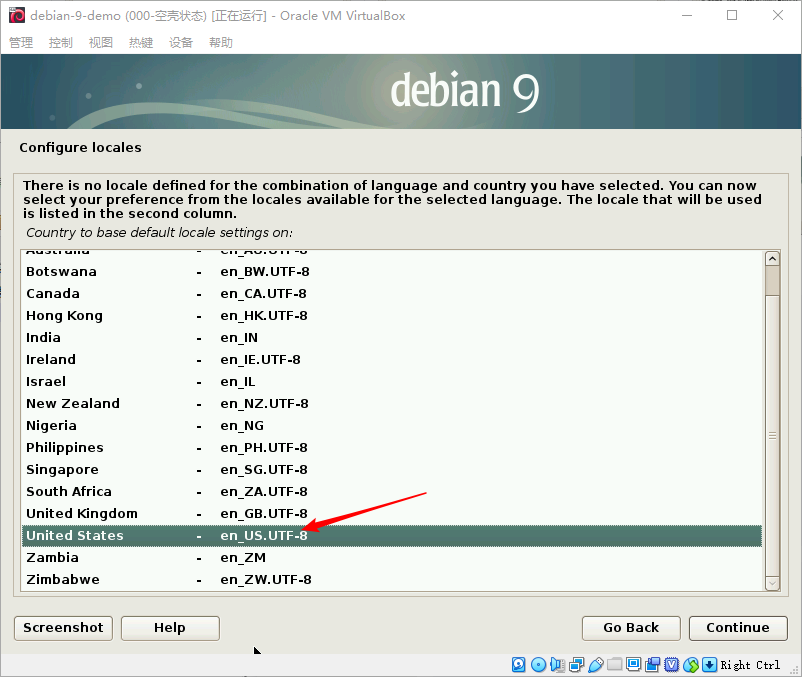 debian-9-demo (000-空壳状态) [正在运行] - Oracle VM VirtualBox
管理 控制 视图 热键 设备 帮助
debian 9
Configure locales
There is no locale defined for the combination of language and country you have selected. You can now
select your preference from the locales available for the selected language. The locale that will be used
is listed in the second column.
Country to base default locale settings on:
Australia - en_AU.UTF-8
Botswana - en_BW.UTF-8
Canada - en_CA.UTF-8
Hong Kong - en_HK.UTF-8
India - en_IN
Ireland - en_IE.UTF-8
Israel - en_IL
New Zealand - en_NZ.UTF-8
Nigeria - en_NG
Philippines - en_PH.UTF-8
Singapore - en_SG.UTF-8
South Africa - en_ZA.UTF-8
United Kingdom - en_GB.UTF-8
United States - en_US.UTF-8
Zambia - en_ZM
Zimbabwe - en_ZW.UTF-8
Screenshot Help Go Back Continue
Right Ctrl